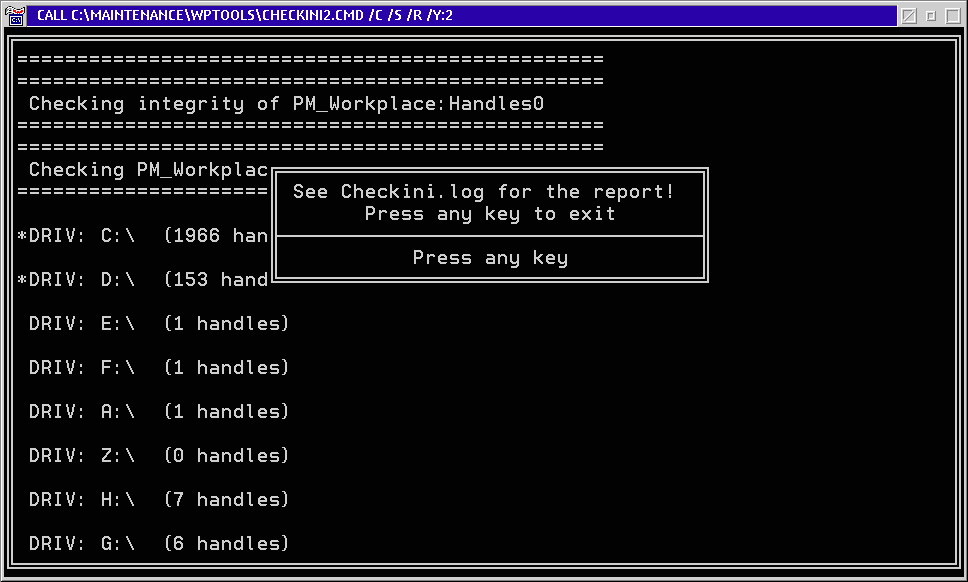 CALL C:\MAINTENANCE\WPTOOLS\CHECKINI2.CMD /C /S /R /Y:2
=================================================
=================================================
Checking integrity of PM_Workplace:Handles0
=================================================
=================================================
Checking PM_Workplac
=====================
See Checkini.log for the report!
Press any key to exit
Press any key
*DRIV: C:\ (1966 han
*DRIV: D:\ (153 hand
DRIV: E:\ (1 handles)
DRIV: F:\ (1 handles)
DRIV: A:\ (1 handles)
DRIV: Z:\ (0 handles)
DRIV: H:\ (7 handles)
DRIV: G:\ (6 handles)